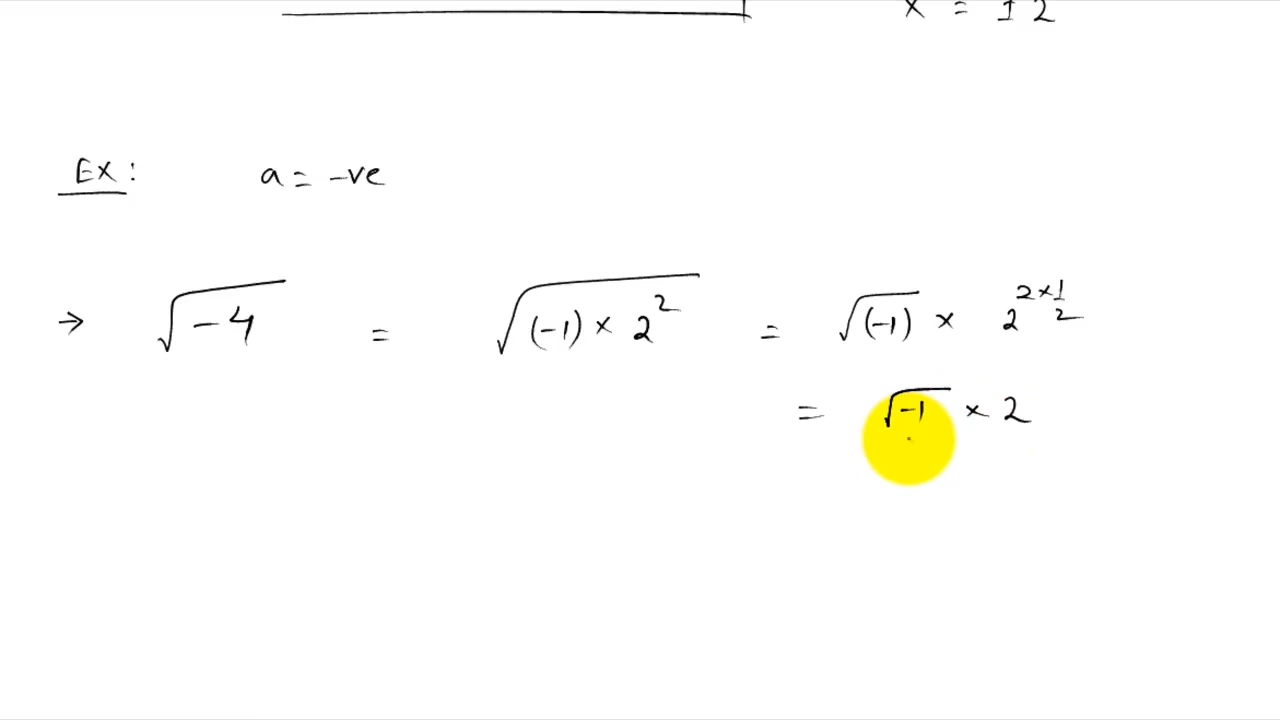 x = ±2
Ex: a = -ve
→ √-4 = √(-1) × 2² = √(-1) × 2^(2×1/2)
= √-1 × 2